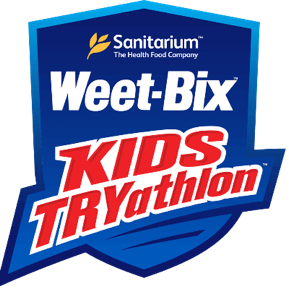 Sanitarium™
The Health Food Company
Weet-Bix™
KIDS
TRYathlon™